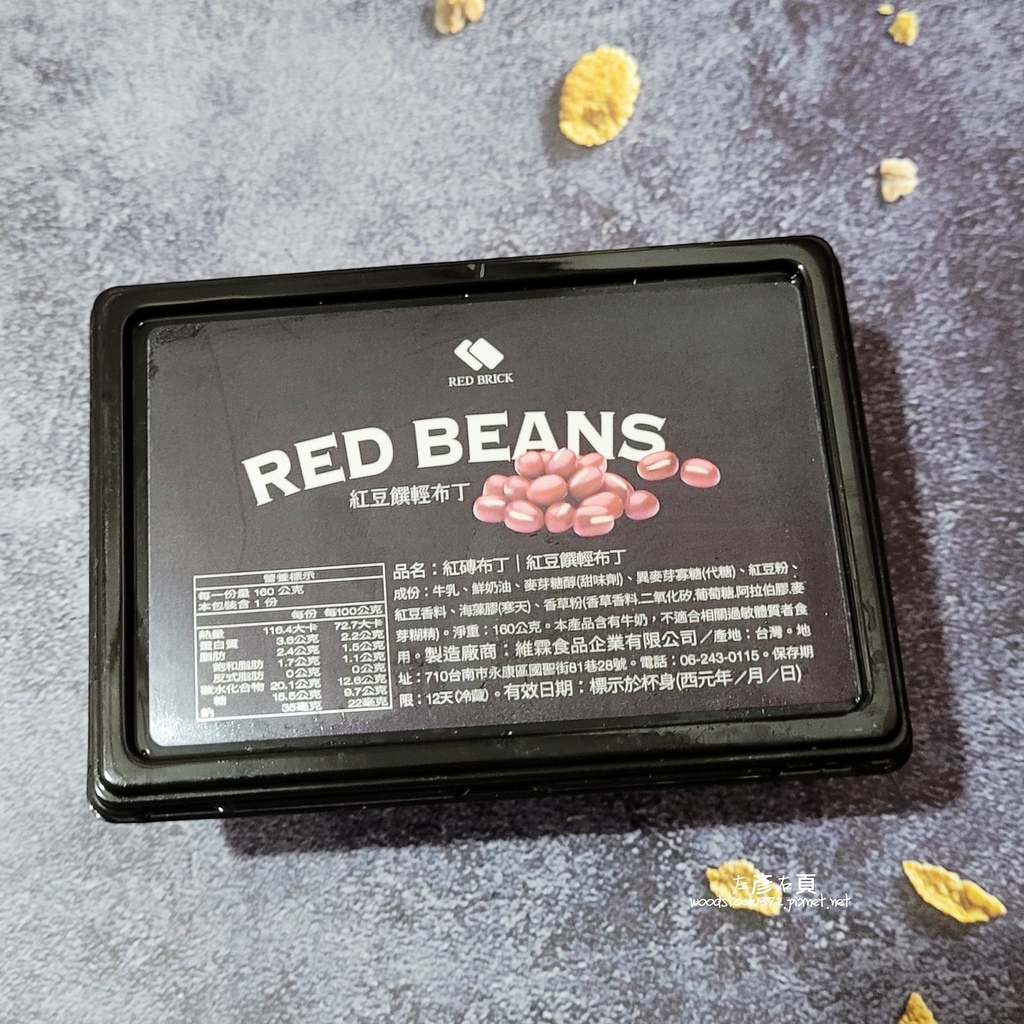 RED BRICK
RED BEANS
紅豆饌輕布丁
營養標示
每一份量 160 公克
本包裝含 1 份
每份 每100公克
熱量 116.4大卡 72.7大卡
蛋白質 3.6公克 2.2公克
脂肪 2.4公克 1.5公克
飽和脂肪 1.7公克 1.1公克
反式脂肪 0公克 0公克
碳水化合物 20.1公克 12.6公克
糖 15.6公克 9.7公克
鈉 35毫克 22毫克
品名：紅磚布丁｜紅豆饌輕布丁
成份：牛乳、鮮奶油、麥芽糖醇(甜味劑)、異麥芽寡糖(代糖)、紅豆粉、
紅豆香料、海藻膠(寒天)、香草粉(香草香料,二氧化矽,葡萄糖,阿拉伯膠,麥
芽糊精)。淨重：160公克。本產品含有牛奶，不適合相關過敏體質者食
用。製造廠商：維霖食品企業有限公司／產地：台灣。地
址：710台南市永康區國聖街81巷28號。電話：06-243-0115。保存期
限：12天(冷藏)。有效日期：標示於杯身(西元年／月／日)
左彥右頁
woodstock372.pixnet.net